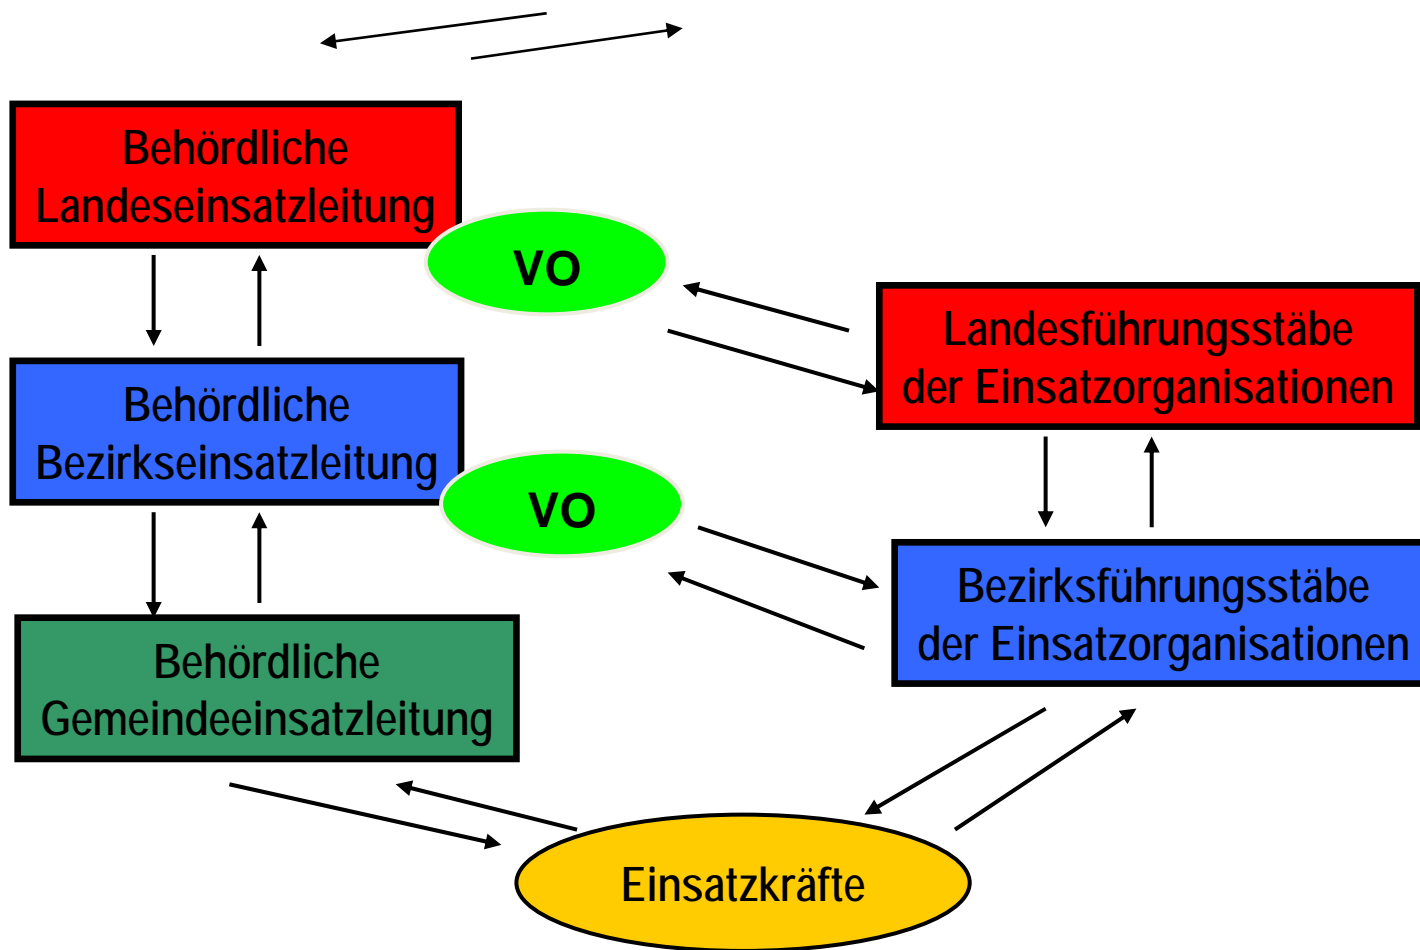 Behördliche
Landeseinsatzleitung
VO
Landesführungsstäbe
der Einsatzorganisationen
Behördliche
Bezirkseinsatzleitung
VO
Bezirksführungsstäbe
der Einsatzorganisationen
Behördliche
Gemeindeeinsatzleitung
Einsatzkräfte